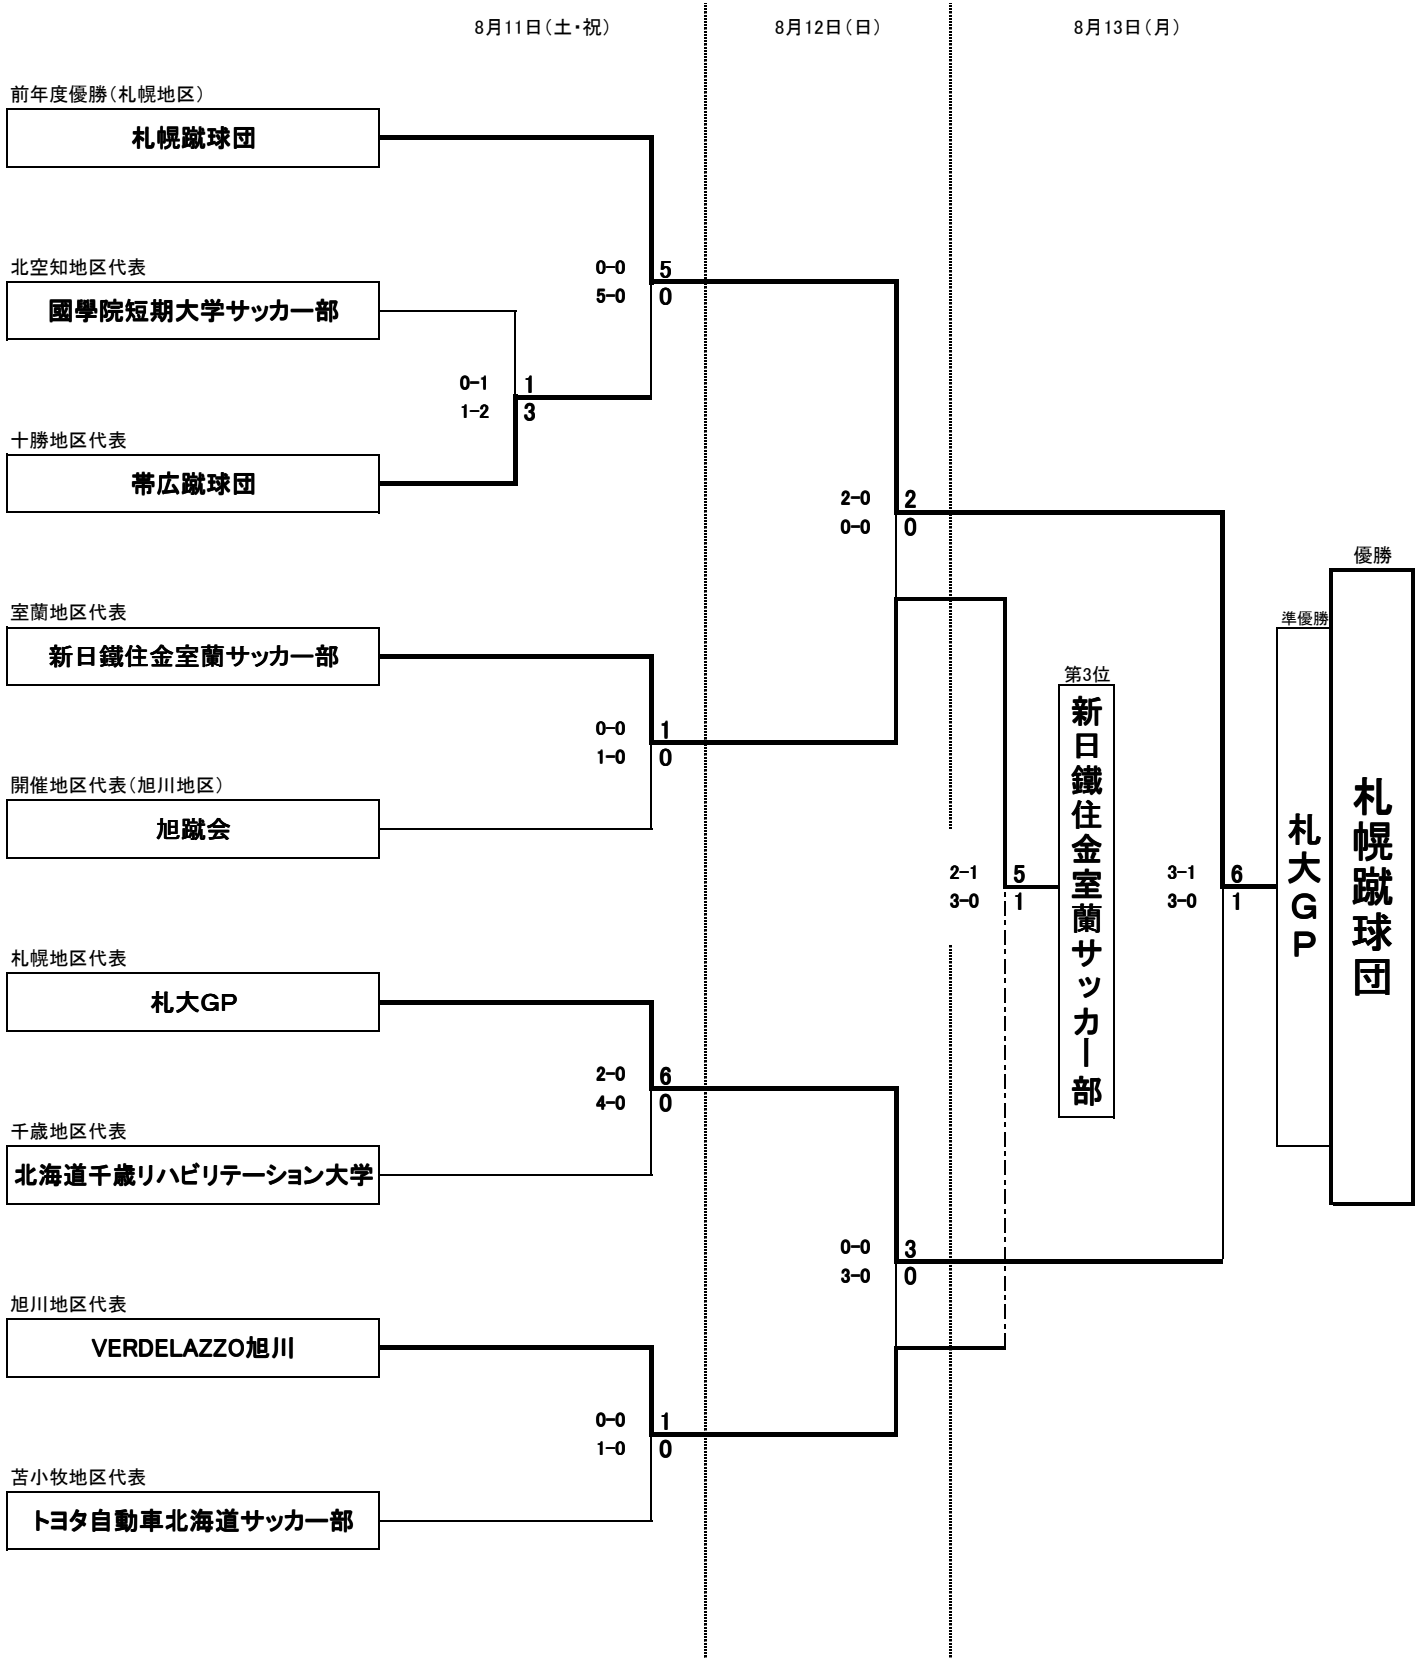 8月11日(土・祝)
8月12日(日)
8月13日(月)
前年度優勝(札幌地区)
札幌蹴球団
北空知地区代表
0-0
5
國學院短期大学サッカー部
5-0
0
0-1
1
1-2
3
十勝地区代表
帯広蹴球団
2-0
2
0-0
0
優勝
室蘭地区代表
準優勝
新日鐵住金室蘭サッカー部
第3位
新日鐵住金室蘭サッカー部
0-0
1
1-0
0
開催地区代表(旭川地区)
旭蹴会
札幌蹴球団
札大GP
2-1
5
3-1
6
3-0
1
3-0
1
札幌地区代表
札大GP
2-0
6
4-0
0
千歳地区代表
北海道千歳リハビリテーション大学
0-0
3
3-0
0
旭川地区代表
VERDELAZZO旭川
0-0
1
1-0
0
苫小牧地区代表
トヨタ自動車北海道サッカー部